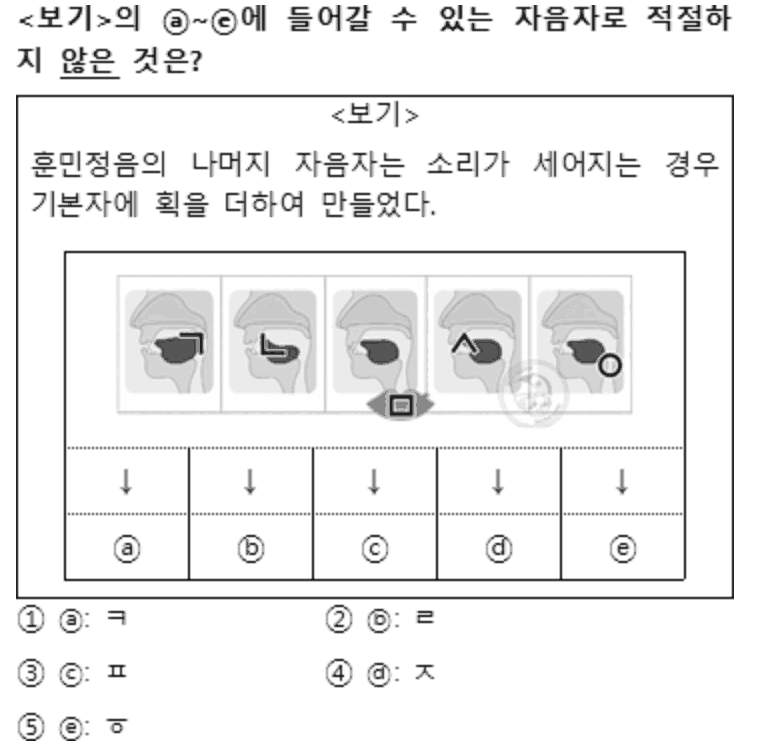 <보기>의 ⓐ~ⓔ에 들어갈 수 있는 자음자로 적절하
지 않은 것은?
<보기>
훈민정음의 나머지 자음자는 소리가 세어지는 경우
기본자에 획을 더하여 만들었다.
ㄱ ㄴ ㅁ ㅅ ㅇ
↓ ↓ ↓ ↓ ↓
ⓐ ⓑ ⓒ ⓓ ⓔ
① ⓐ: ㅋ ② ⓑ: ㄹ
③ ⓒ: ㅍ ④ ⓓ: ㅈ
⑤ ⓔ: ㅎ